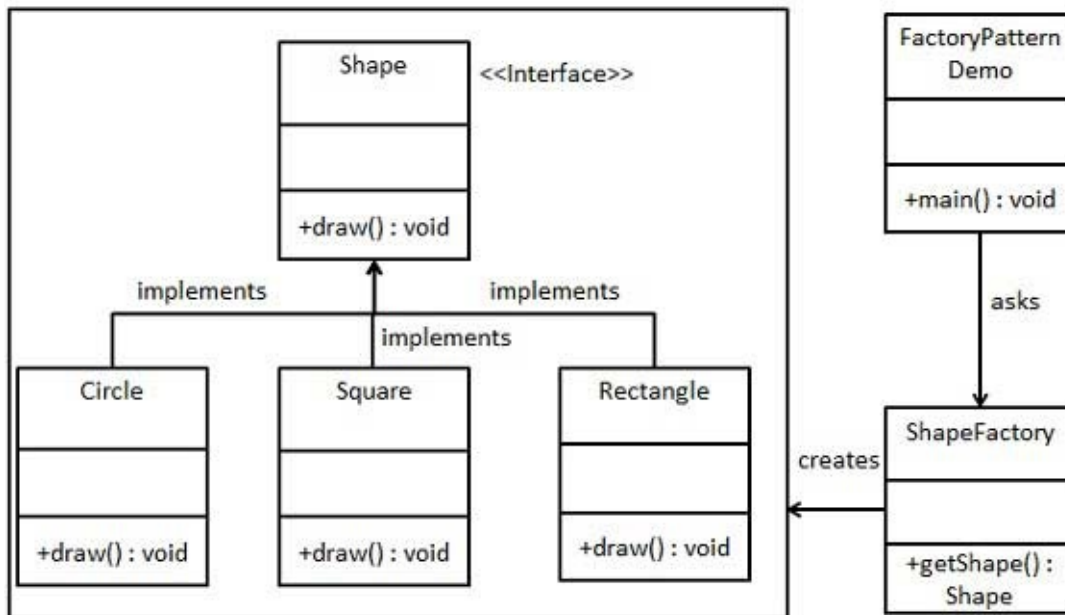 Shape
<<Interface>>
+draw() : void
implements
implements
implements
Circle
+draw() : void
Square
+draw() : void
Rectangle
+draw() : void
FactoryPattern
Demo
+main() : void
asks
ShapeFactory
+getShape() :
Shape
creates